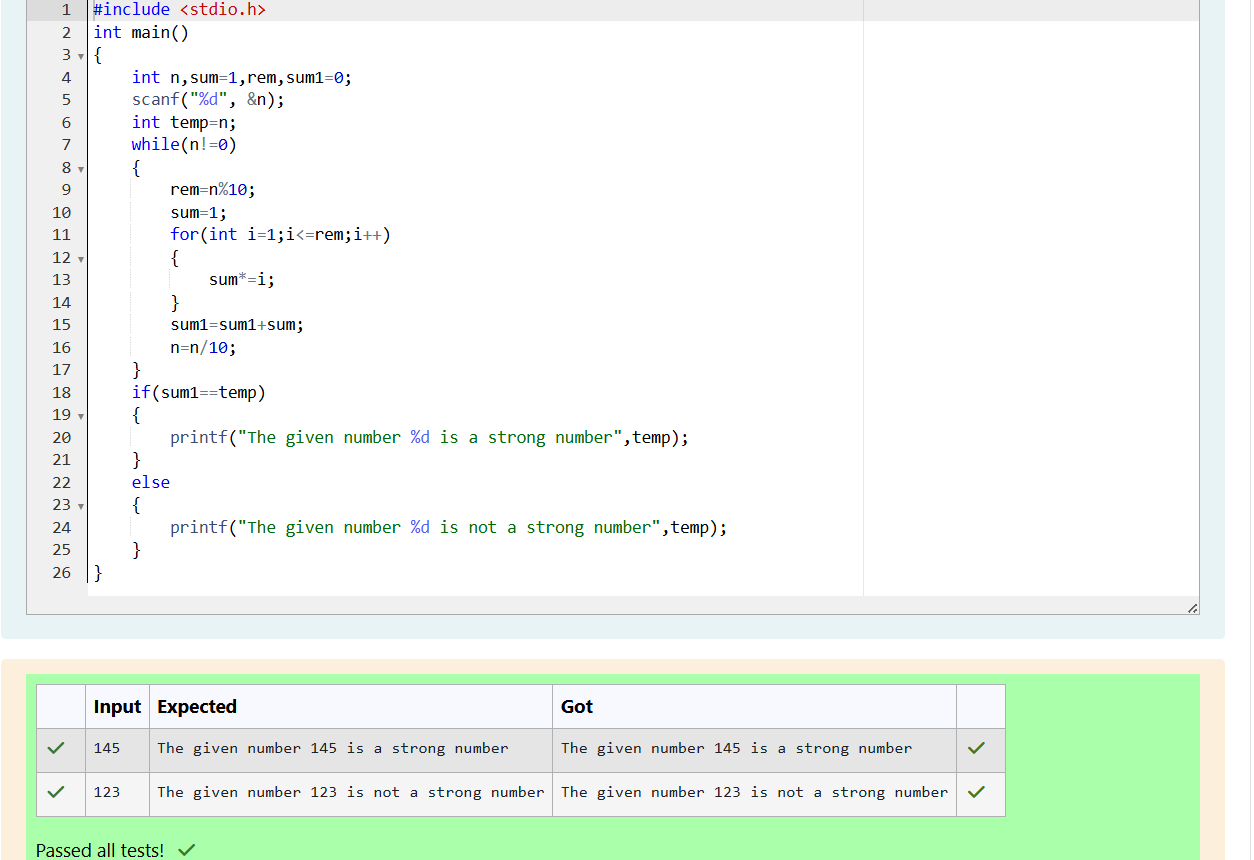 1 #include <stdio.h>
2 int main()
3 {
4 int n,sum=1,rem,sum1=0;
5 scanf("%d", &n);
6 int temp=n;
7 while(n!=0)
8 {
9 rem=n%10;
10 sum=1;
11 for(int i=1;i<=rem;i++)
12 {
13 sum*=i;
14 }
15 sum1=sum1+sum;
16 n=n/10;
17 }
18 if(sum1==temp)
19 {
20 printf("The given number %d is a strong number",temp);
21 }
22 else
23 {
24 printf("The given number %d is not a strong number",temp);
25 }
26 }
Input Expected Got
145 The given number 145 is a strong number The given number 145 is a strong number
123 The given number 123 is not a strong number The given number 123 is not a strong number
Passed all tests!